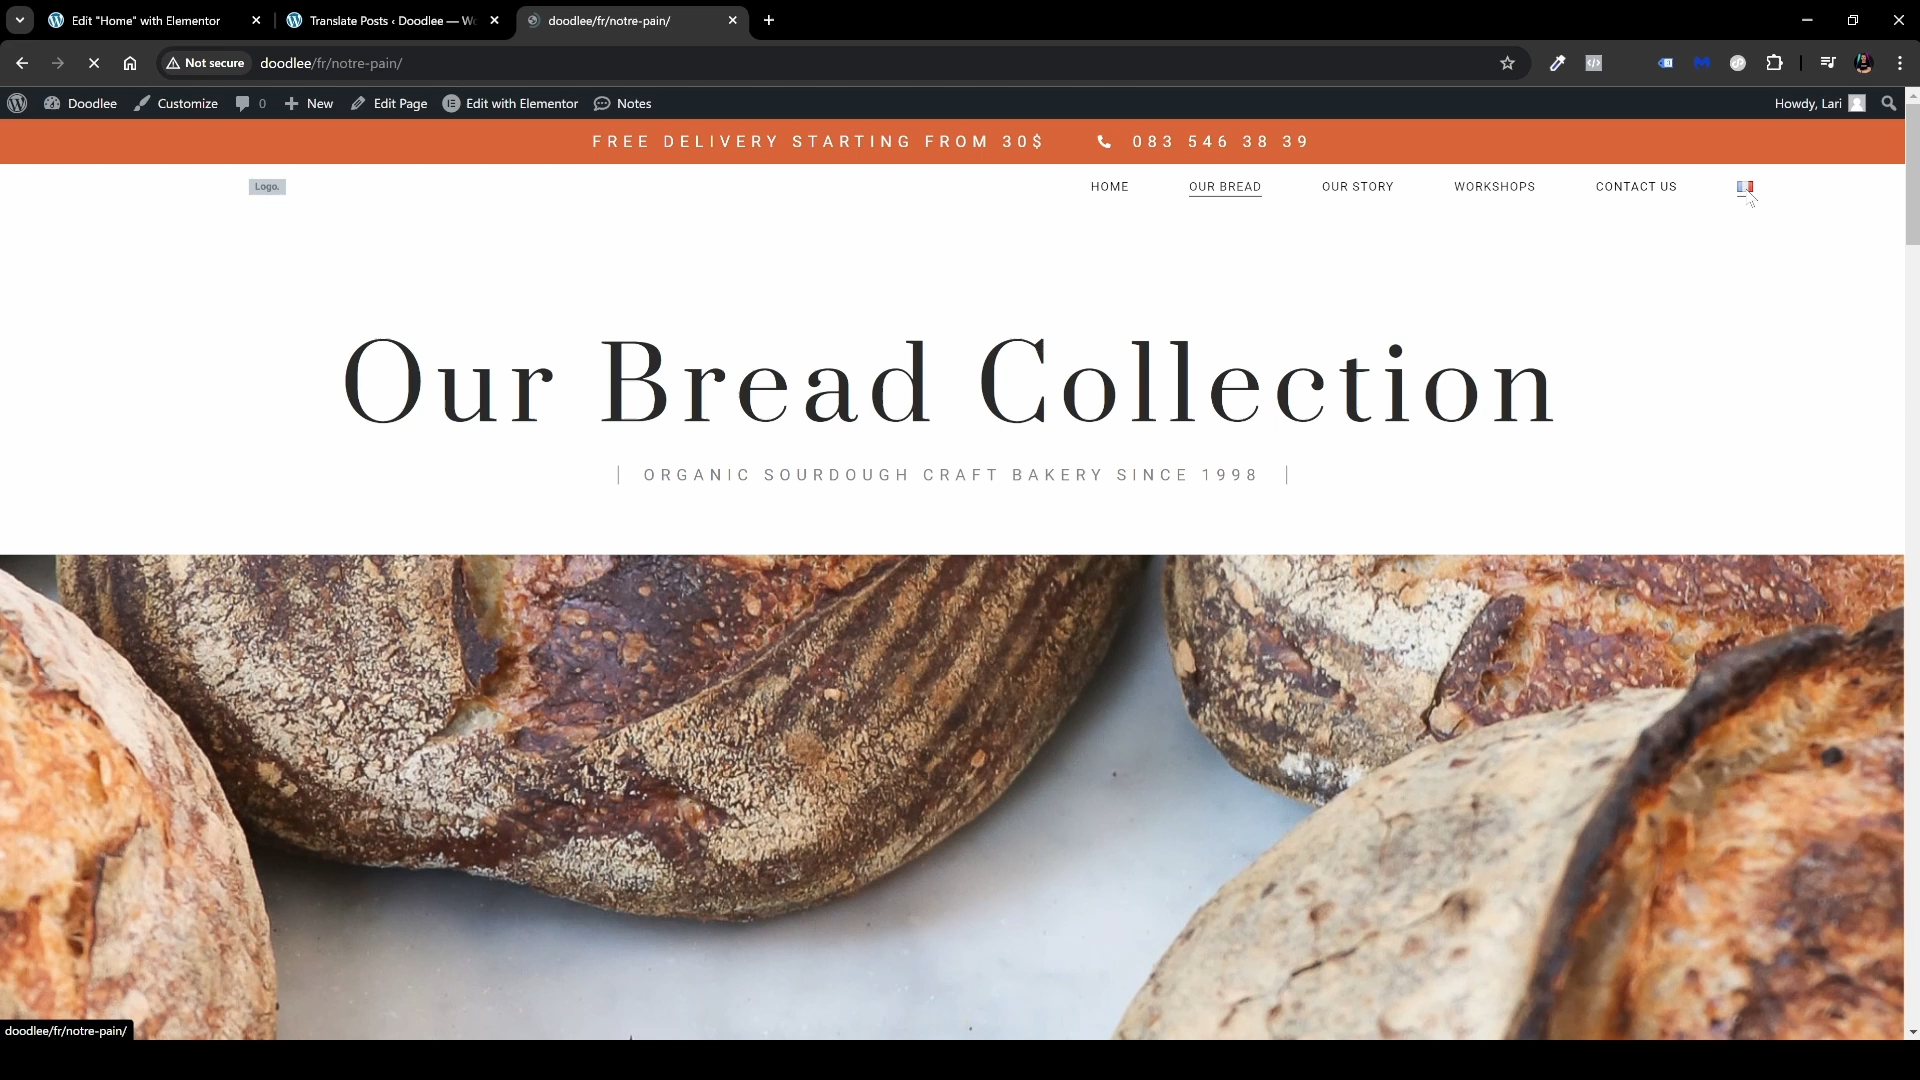 Edit "Home" with Elementor
Translate Posts ‹ Doodlee — Wo
doodlee/fr/notre-pain/
Not secure
doodlee/fr/notre-pain/
Doodlee
Customize
0
New
Edit Page
Edit with Elementor
Notes
Howdy, Lari
FREE DELIVERY STARTING FROM 30$
083 546 38 39
Logo.
HOME
OUR BREAD
OUR STORY
WORKSHOPS
CONTACT US
Our Bread Collection
| ORGANIC SOURDOUGH CRAFT BAKERY SINCE 1998 |
doodlee/fr/notre-pain/